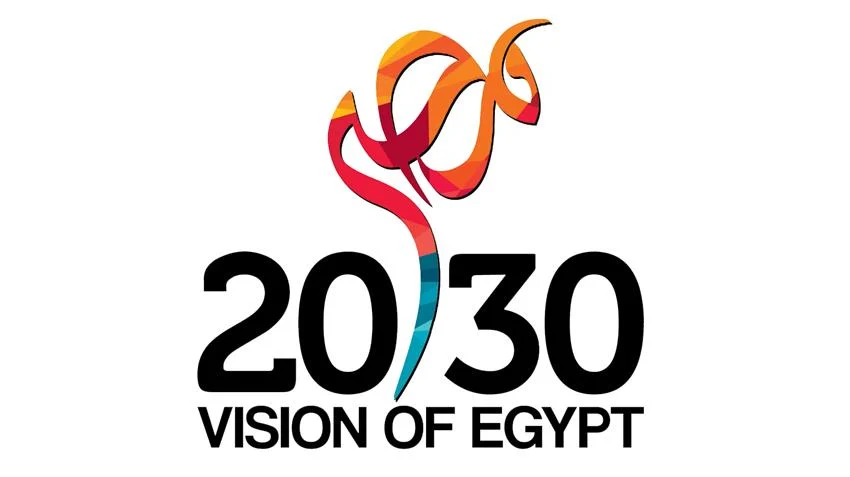 مصر
2030
VISION OF EGYPT